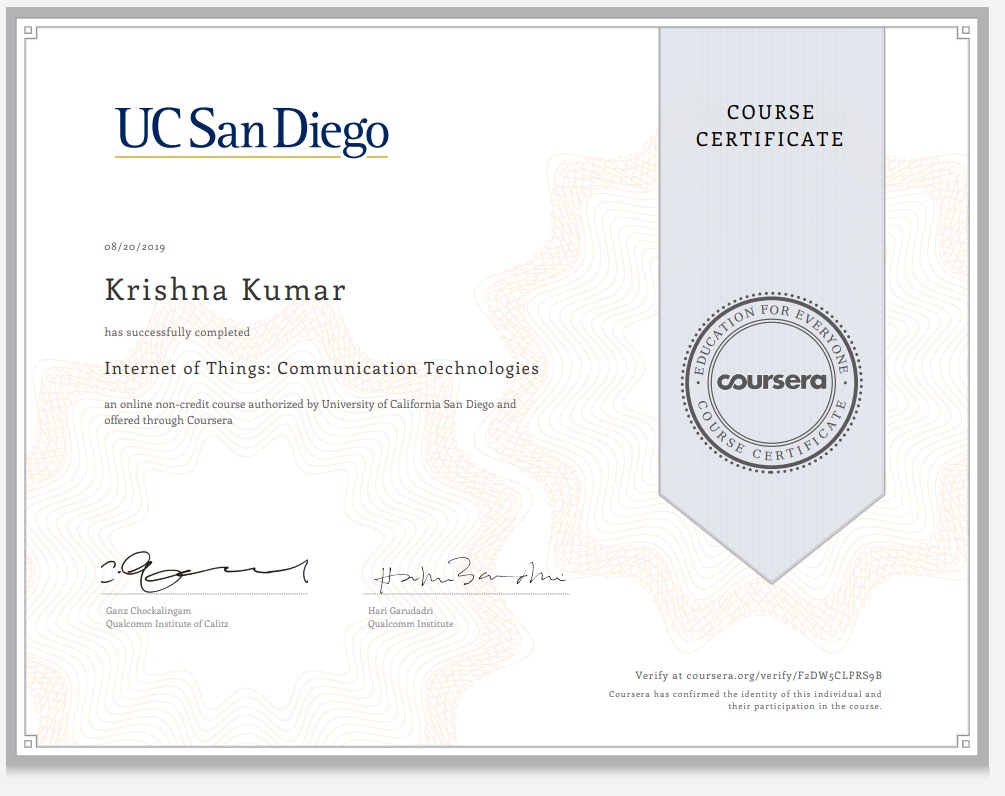 UC San Diego
COURSE
CERTIFICATE
08/20/2019
Krishna Kumar
has successfully completed
Internet of Things: Communication Technologies
an online non-credit course authorized by University of California San Diego and
offered through Coursera
EDUCATION FOR EVERYONE
coursera
COURSE CERTIFICATE
Ganz Chockalingam
Qualcomm Institute of Calit2
Hari Garudadri
Qualcomm Institute
Verify at coursera.org/verify/F2DW5CLPRS9B
Coursera has confirmed the identity of this individual and
their participation in the course.